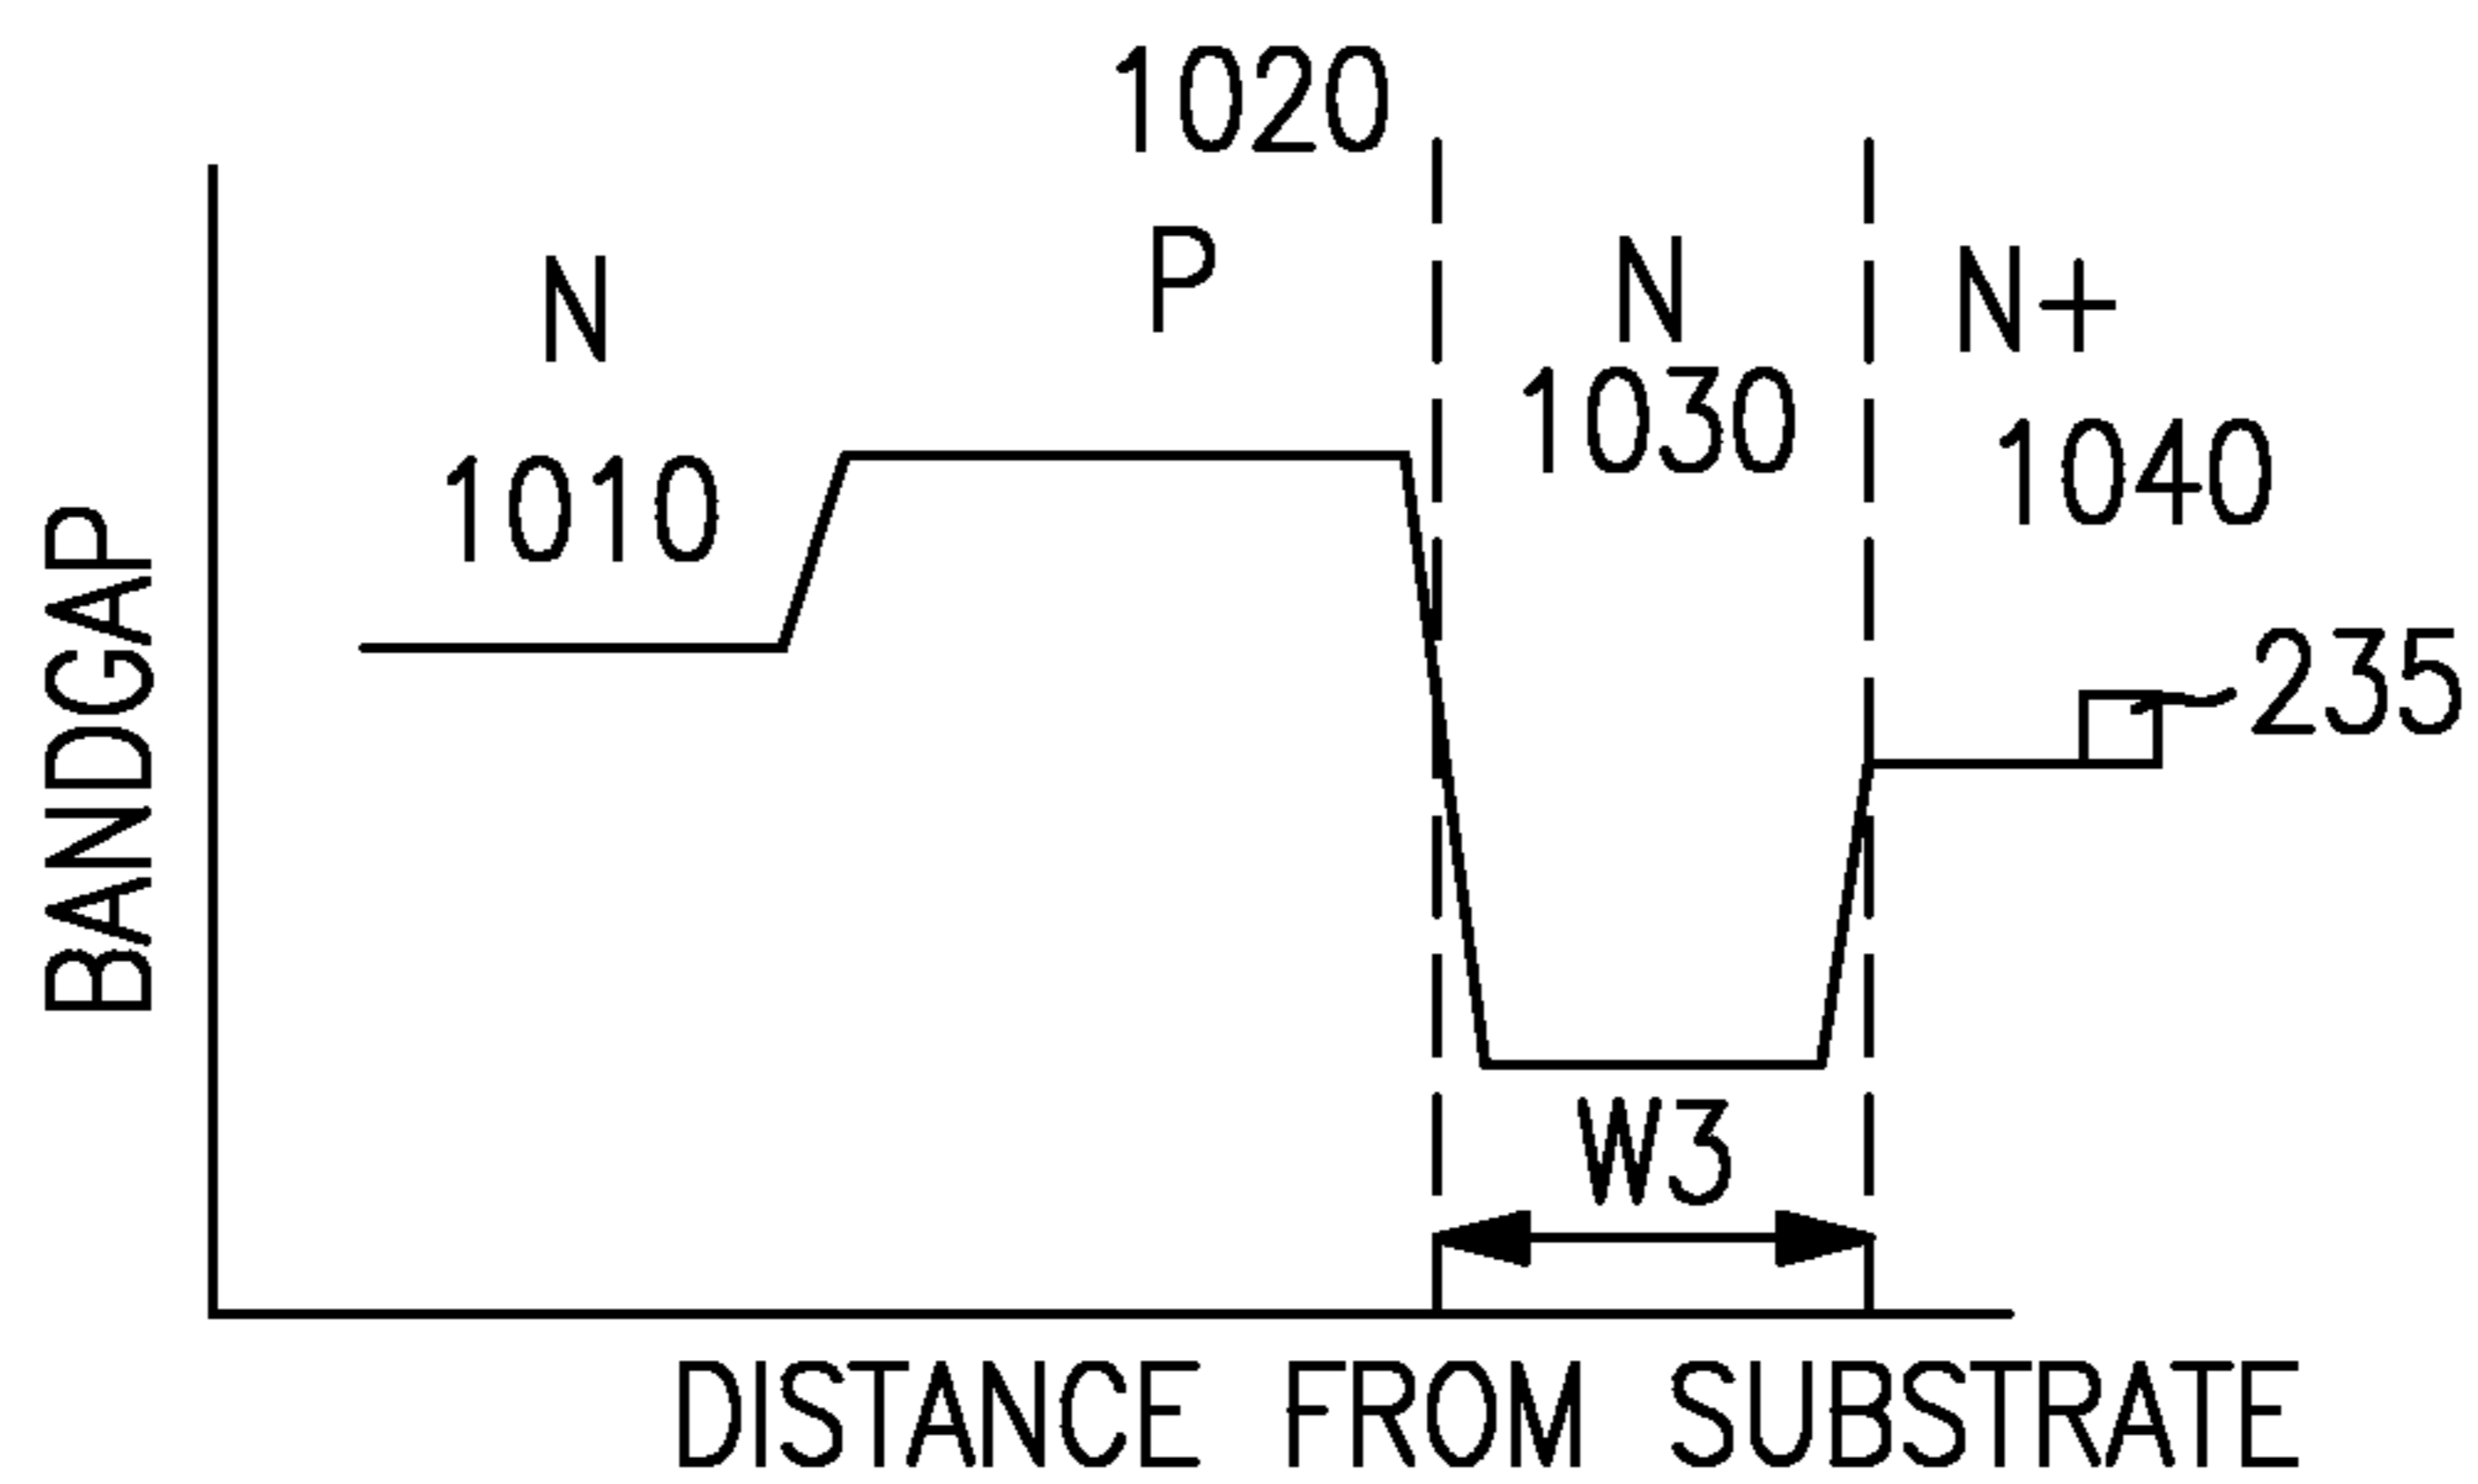 1020
P
N
N
N+
1030
1040
1010
235
BANDGAP
W3
DISTANCE FROM SUBSTRATE